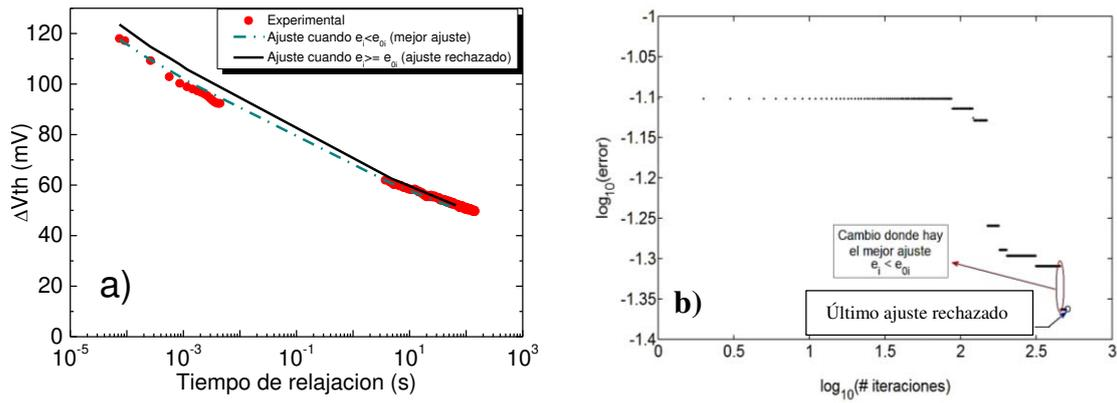 120
100
80
60
40
20
0
ΔVth (mV)
Experimental
Ajuste cuando e_i<e_0i (mejor ajuste)
Ajuste cuando e_i>= e_0i (ajuste rechazado)
a)
10^-5
10^-3
10^-1
10^1
10^3
Tiempo de relajacion (s)
-1
-1.05
-1.1
-1.15
-1.2
-1.25
-1.3
-1.35
-1.4
log_10(error)
Cambio donde hay
el mejor ajuste
e_i < e_0i
b)
Último ajuste rechazado
0
0.5
1
1.5
2
2.5
3
log_10(# iteraciones)